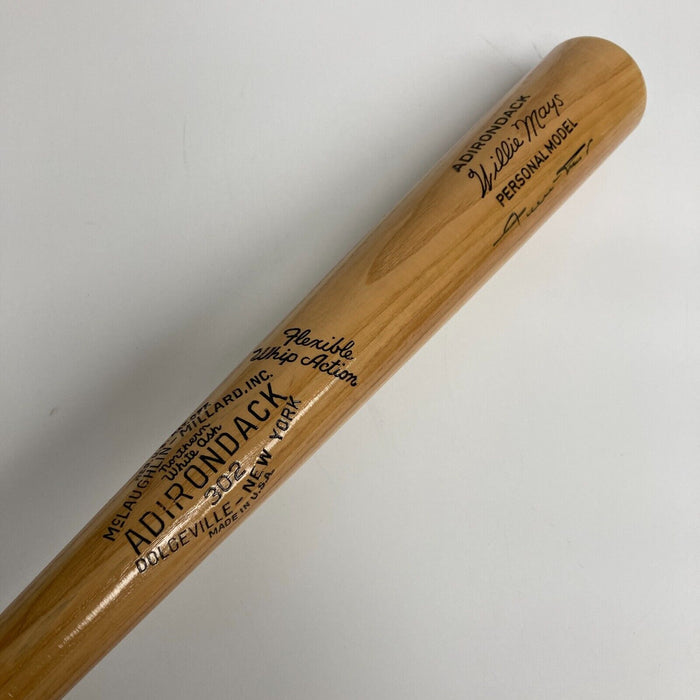 ADIRONDACK
Willie Mays
PERSONAL MODEL
Flexible
Whip Action
McLAUGHLIN-MILLARD, INC.
Northern
White Ash
ADIRONDACK
302
DOLGEVILLE-NEW YORK
MADE IN U.S.A.